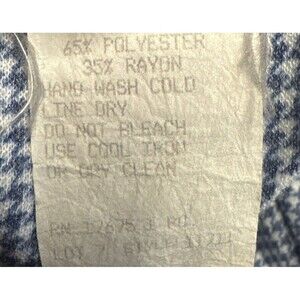 65% POLYESTER
35% RAYON
HAND WASH COLD
LINE DRY
DO NOT BLEACH
USE COOL IRON
OR DRY CLEAN
RN
LOT 7 STYLE